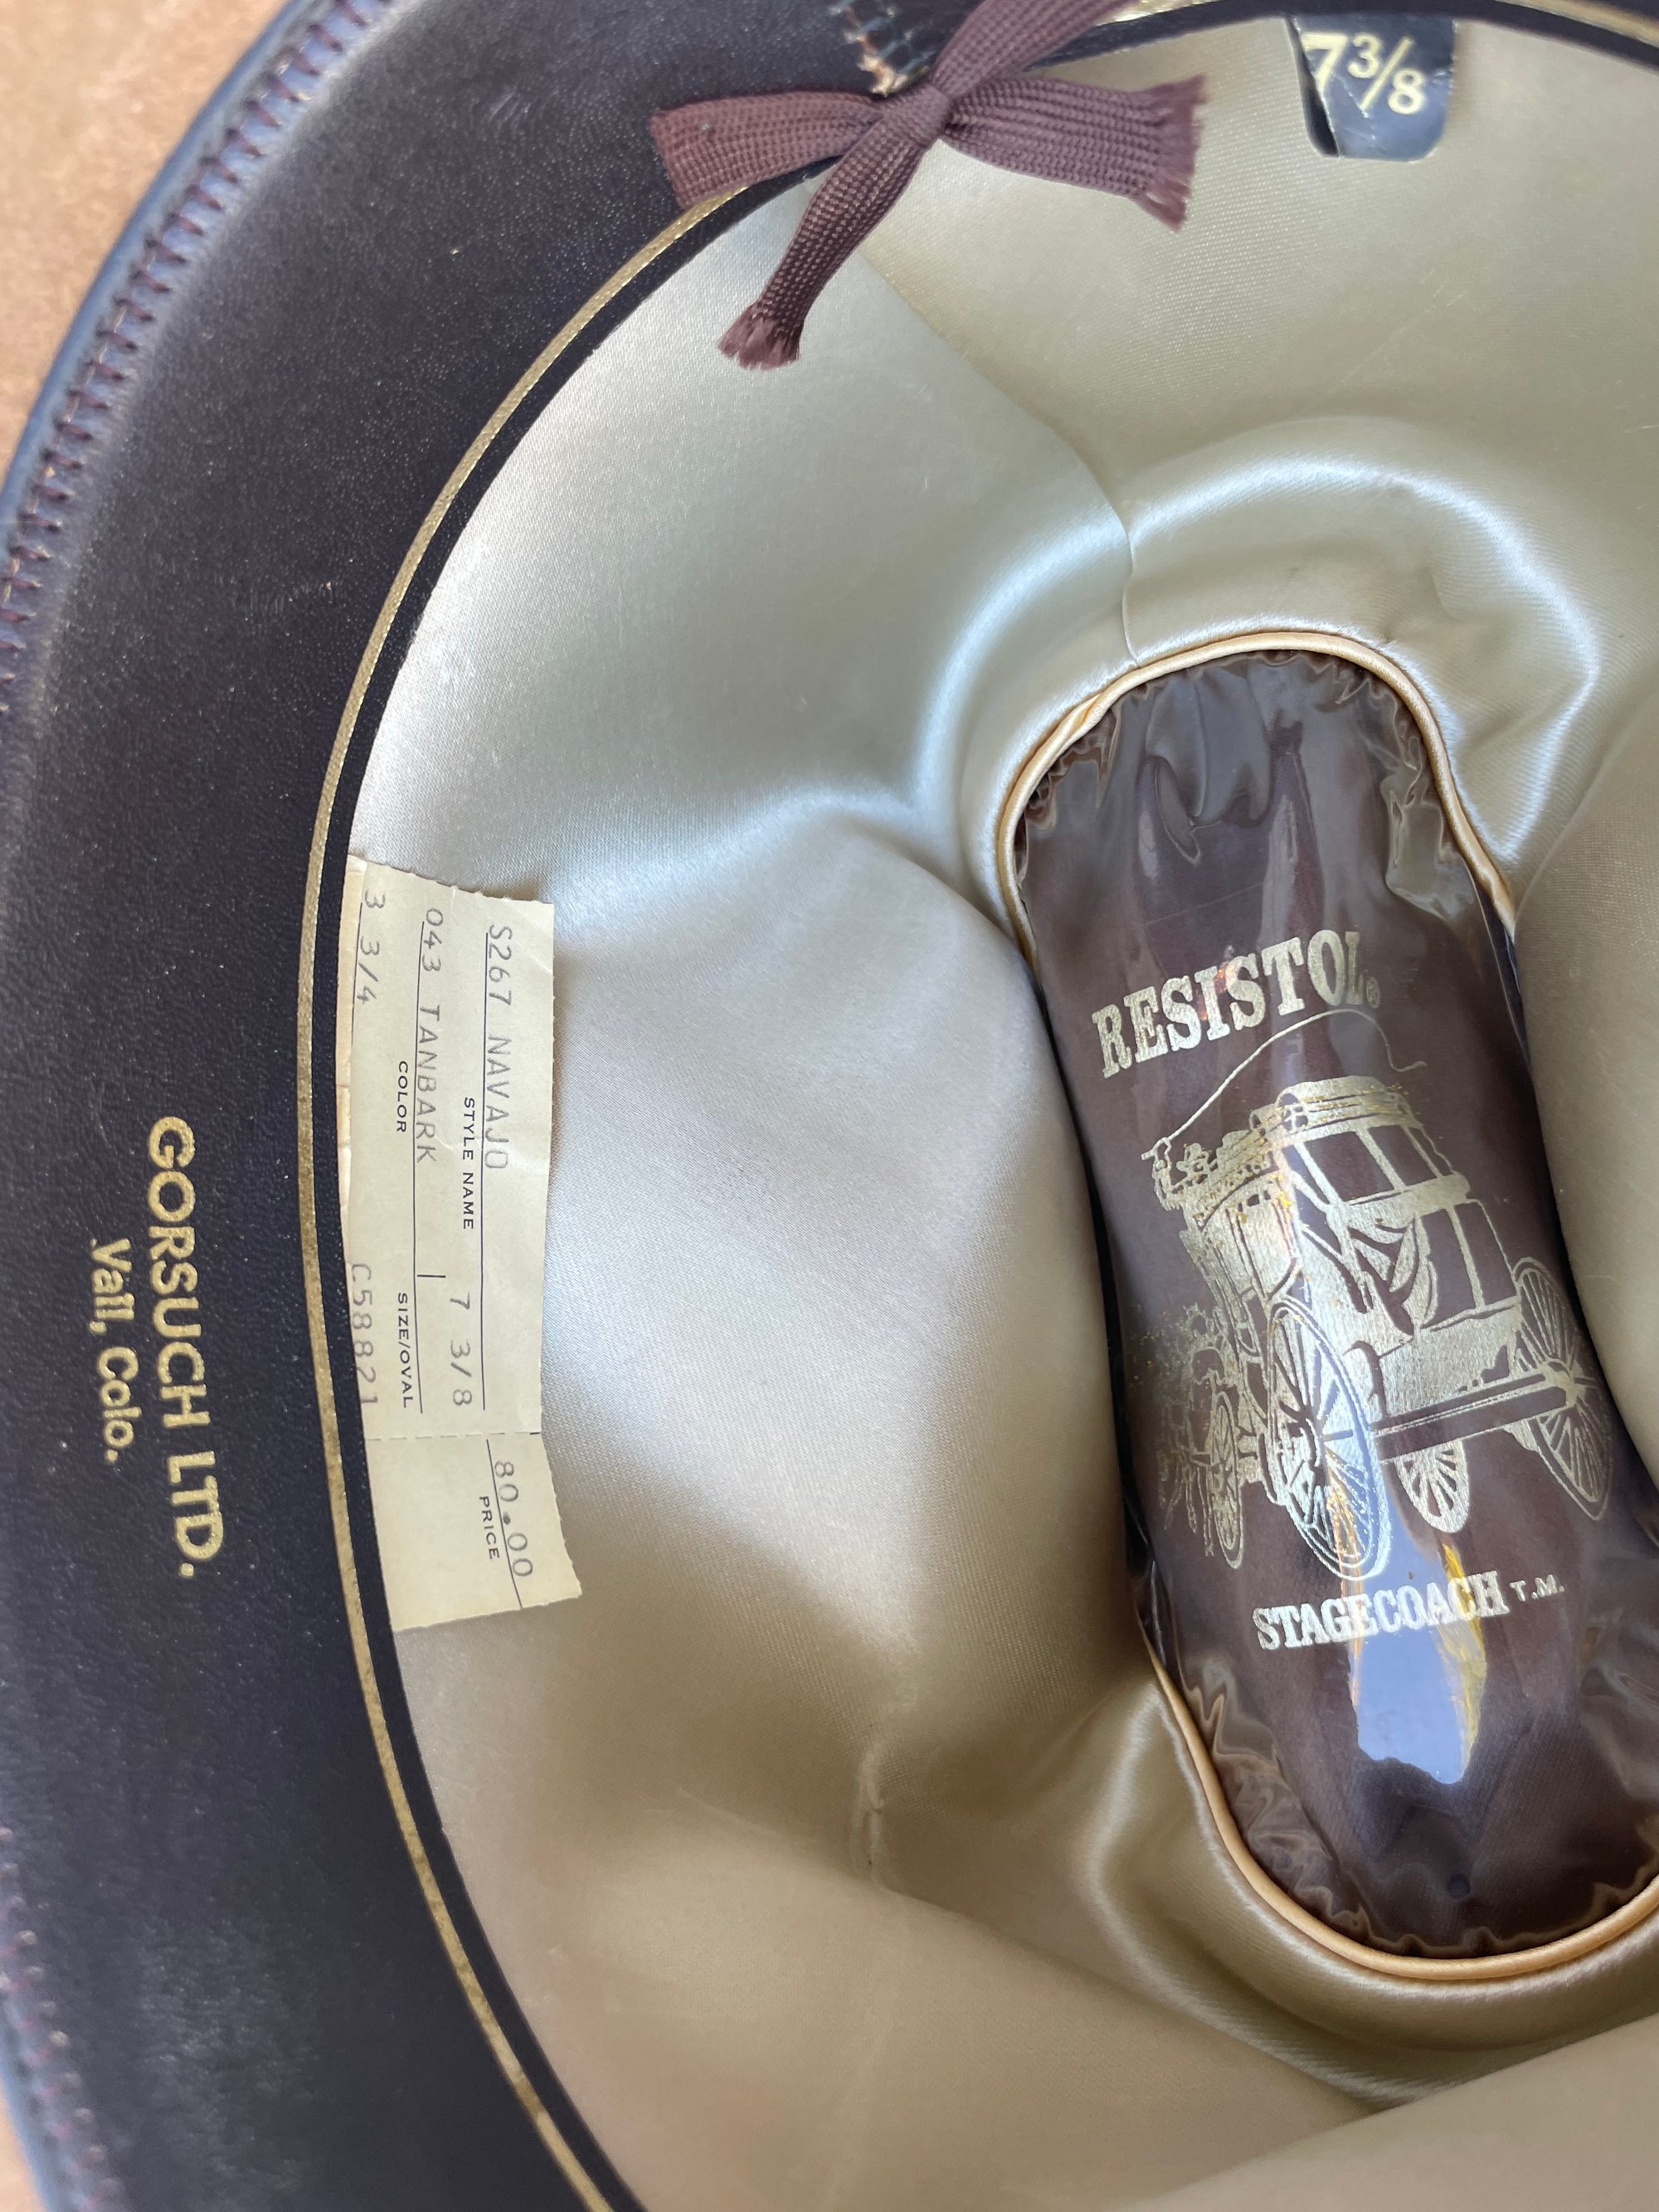 7 3/8
RESISTOL®
STAGECOACH T.M.
S267 NAVAJO
STYLE NAME
7 3/8
043 TANBARK
COLOR
SIZE/OVAL
3 3/4
C58821
80.00
PRICE
GORSUCH LTD.
Vail, Colo.